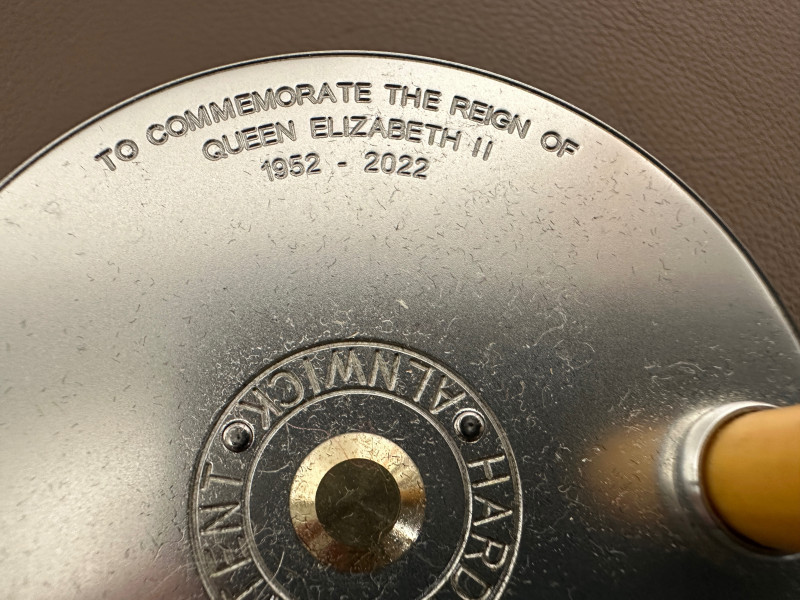 TO COMMEMORATE THE REIGN OF
QUEEN ELIZABETH II
1952 - 2022
ALNWICK